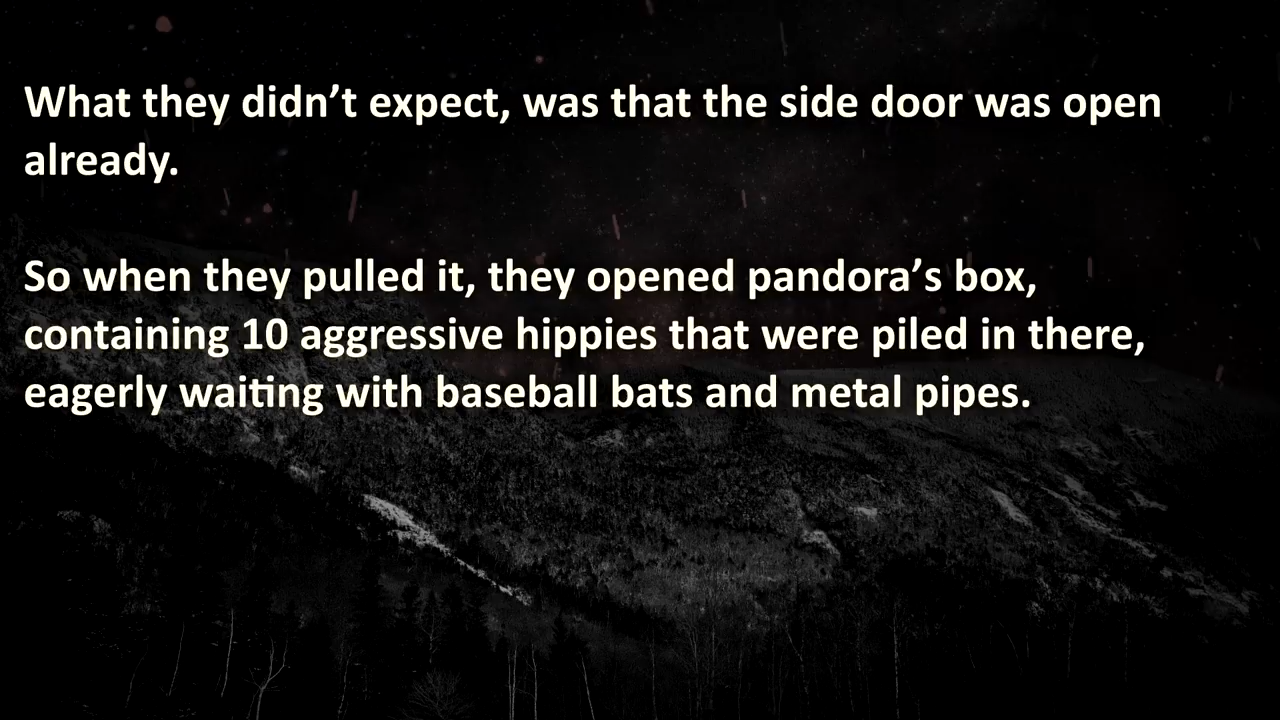 What they didn’t expect, was that the side door was open
already.
So when they pulled it, they opened pandora’s box,
containing 10 aggressive hippies that were piled in there,
eagerly waiting with baseball bats and metal pipes.